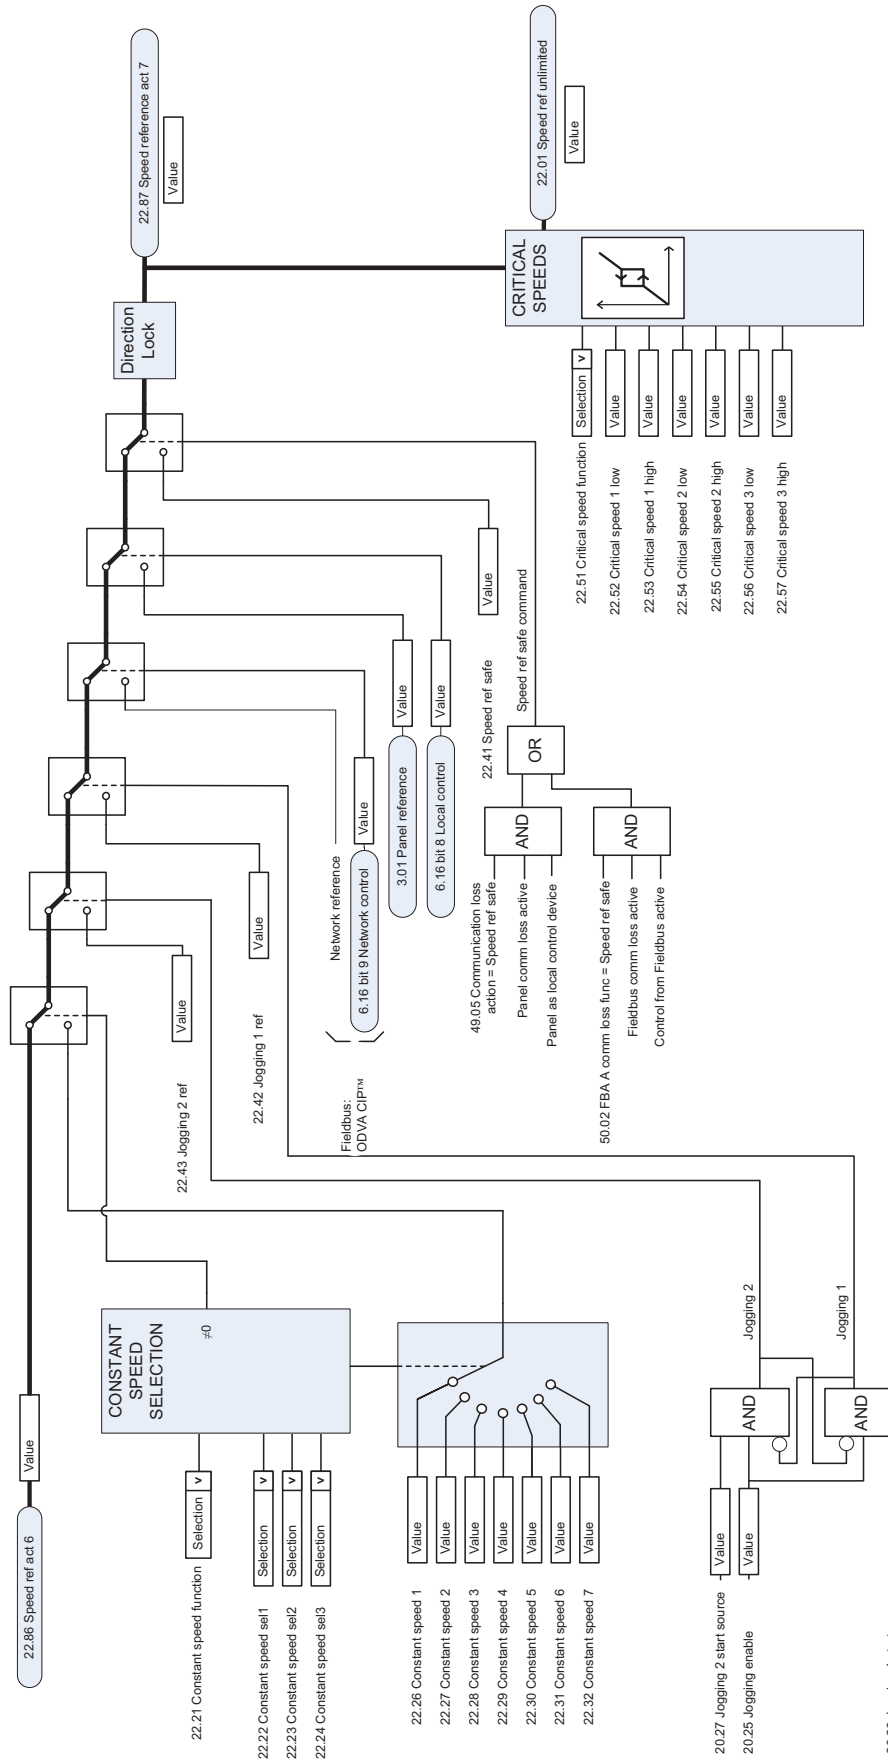 22.86 Speed ref act 6
Value
22.21 Constant speed function
Selection
v
22.22 Constant speed sel1
Selection
v
22.23 Constant speed sel2
Selection
v
22.24 Constant speed sel3
Selection
v
CONSTANT
SPEED
SELECTION
≠0
22.26 Constant speed 1
Value
22.27 Constant speed 2
Value
22.28 Constant speed 3
Value
22.29 Constant speed 4
Value
22.30 Constant speed 5
Value
22.31 Constant speed 6
Value
22.32 Constant speed 7
Value
20.27 Jogging 2 start source
Value
20.25 Jogging enable
Value
AND
Jogging 2
AND
Jogging 1
22.43 Jogging 2 ref
Value
22.42 Jogging 1 ref
Value
Fieldbus:
ODVA CIP™
Network reference
6.16 bit 9 Network control
Value
3.01 Panel reference
Value
6.16 bit 8 Local control
Value
22.41 Speed ref safe
Value
49.05 Communication loss
action = Speed ref safe
Panel comm loss active
Panel as local control device
AND
50.02 FBA A comm loss func = Speed ref safe
Fieldbus comm loss active
Control from Fieldbus active
AND
OR
Speed ref safe command
Direction
Lock
22.87 Speed reference act 7
Value
22.51 Critical speed function
Selection
v
22.52 Critical speed 1 low
Value
22.53 Critical speed 1 high
Value
22.54 Critical speed 2 low
Value
22.55 Critical speed 2 high
Value
22.56 Critical speed 3 low
Value
22.57 Critical speed 3 high
Value
CRITICAL
SPEEDS
22.01 Speed ref unlimited
Value